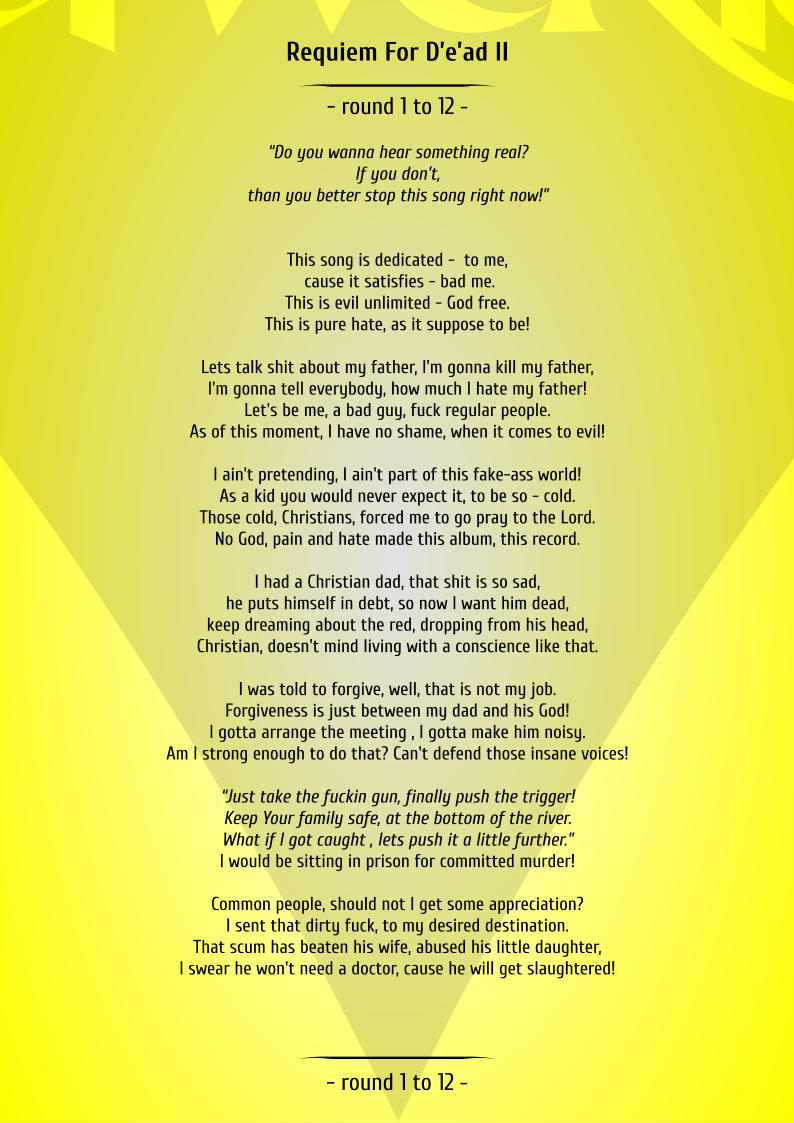 Requiem For D'e'ad II
- round 1 to 12 -
"Do you wanna hear something real?
If you don't,
than you better stop this song right now!"
This song is dedicated -  to me,
cause it satisfies - bad me.
This is evil unlimited - God free.
This is pure hate, as it suppose to be!
Lets talk shit about my father, I'm gonna kill my father,
I'm gonna tell everybody, how much I hate my father!
Let's be me, a bad guy, fuck regular people.
As of this moment, I have no shame, when it comes to evil!
I ain't pretending, I ain't part of this fake-ass world!
As a kid you would never expect it, to be so - cold.
Those cold, Christians, forced me to go pray to the Lord.
No God, pain and hate made this album, this record.
I had a Christian dad, that shit is so sad,
he puts himself in debt, so now I want him dead,
keep dreaming about the red, dropping from his head,
Christian, doesn't mind living with a conscience like that.
I was told to forgive, well, that is not my job.
Forgiveness is just between my dad and his God!
I gotta arrange the meeting , I gotta make him noisy.
Am I strong enough to do that? Can't defend those insane voices!
"Just take the fuckin gun, finally push the trigger!
Keep Your family safe, at the bottom of the river.
What if I got caught , lets push it a little further."
I would be sitting in prison for committed murder!
Common people, should not I get some appreciation?
I sent that dirty fuck, to my desired destination.
That scum has beaten his wife, abused his little daughter,
I swear he won't need a doctor, cause he will get slaughtered!
- round 1 to 12 -